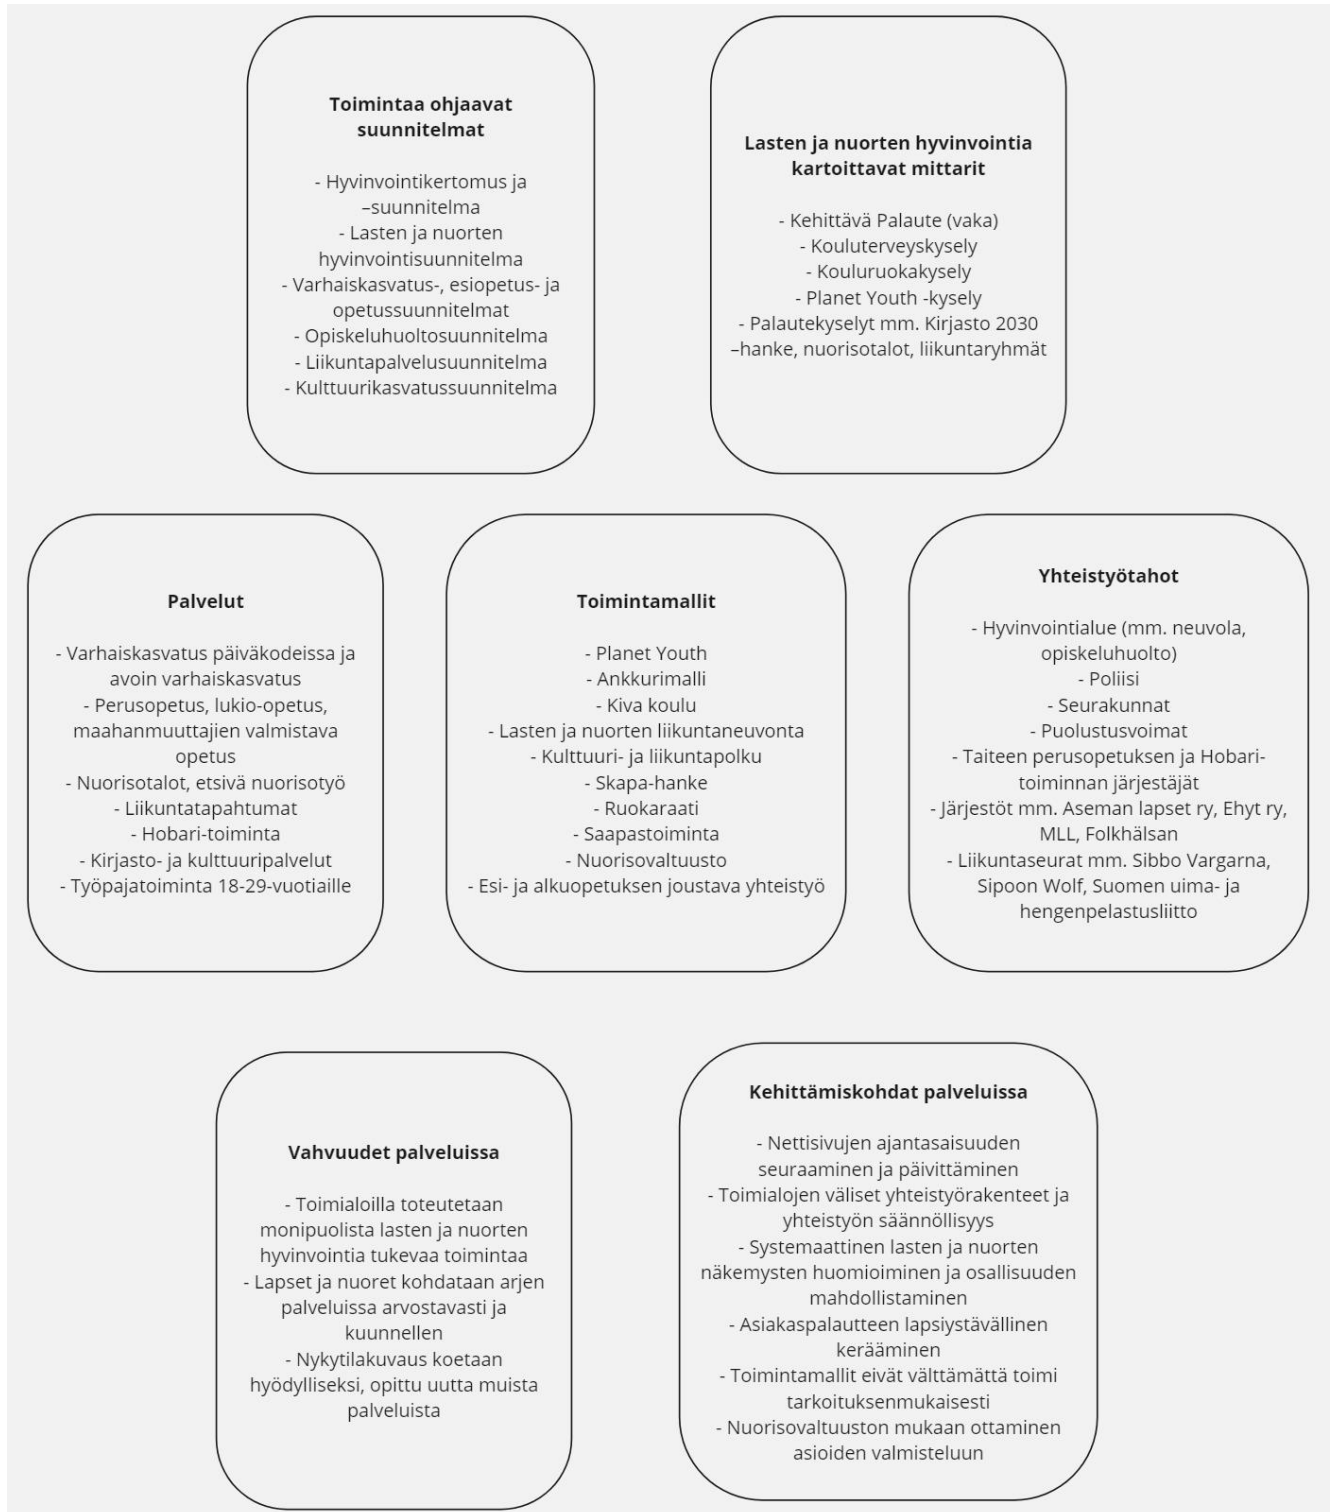 Toimintaa ohjaavat
suunnitelmat
- Hyvinvointikertomus ja
–suunnitelma
- Lasten ja nuorten
hyvinvointisuunnitelma
- Varhaiskasvatus-, esiopetus- ja
opetussuunnitelmat
- Opiskeluhuoltosuunnitelma
- Liikuntapalvelusuunnitelma
- Kulttuurikasvatussuunnitelma
Lasten ja nuorten hyvinvointia
kartoittavat mittarit
- Kehittävä Palaute (vaka)
- Kouluterveyskysely
- Kouluruokakysely
- Planet Youth -kysely
- Palautekyselyt mm. Kirjasto 2030
–hanke, nuorisotalot, liikuntaryhmät
Palvelut
- Varhaiskasvatus päiväkodeissa ja
avoin varhaiskasvatus
- Perusopetus, lukio-opetus,
maahanmuuttajien valmistava
opetus
- Nuorisotalot, etsivä nuorisotyö
- Liikuntatapahtumat
- Hobari-toiminta
- Kirjasto- ja kulttuuripalvelut
- Työpajatoiminta 18-29-vuotiaille
Toimintamallit
- Planet Youth
- Ankkurimalli
- Kiva koulu
- Lasten ja nuorten liikuntaneuvonta
- Kulttuuri- ja liikuntapolku
- Skapa-hanke
- Ruokaraati
- Saapastoiminta
- Nuorisovaltuusto
- Esi- ja alkuopetuksen joustava yhteistyö
Yhteistyötahot
- Hyvinvointialue (mm. neuvola,
opiskeluhuolto)
- Poliisi
- Seurakunnat
- Puolustusvoimat
- Taiteen perusopetuksen ja Hobari-
toiminnan järjestäjät
- Järjestöt mm. Aseman lapset ry, Ehyt ry,
MLL, Folkhälsan
- Liikuntaseurat mm. Sibbo Vargarna,
Sipoon Wolf, Suomen uima- ja
hengenpelastusliitto
Vahvuudet palveluissa
- Toimialoilla toteutetaan
monipuolista lasten ja nuorten
hyvinvointia tukevaa toimintaa
- Lapset ja nuoret kohdataan arjen
palveluissa arvostavasti ja
kuunnellen
- Nykytilakuvaus koetaan
hyödylliseksi, opittu uutta muista
palveluista
Kehittämiskohdat palveluissa
- Nettisivujen ajantasaisuuden
seuraaminen ja päivittäminen
- Toimialojen väliset yhteistyörakenteet ja
yhteistyön säännöllisyys
- Systemaattinen lasten ja nuorten
näkemysten huomioiminen ja osallisuuden
mahdollistaminen
- Asiakaspalautteen lapsiystävällinen
kerääminen
- Toimintamallit eivät välttämättä toimi
tarkoituksenmukaisesti
- Nuorisovaltuuston mukaan ottaminen
asioiden valmisteluun